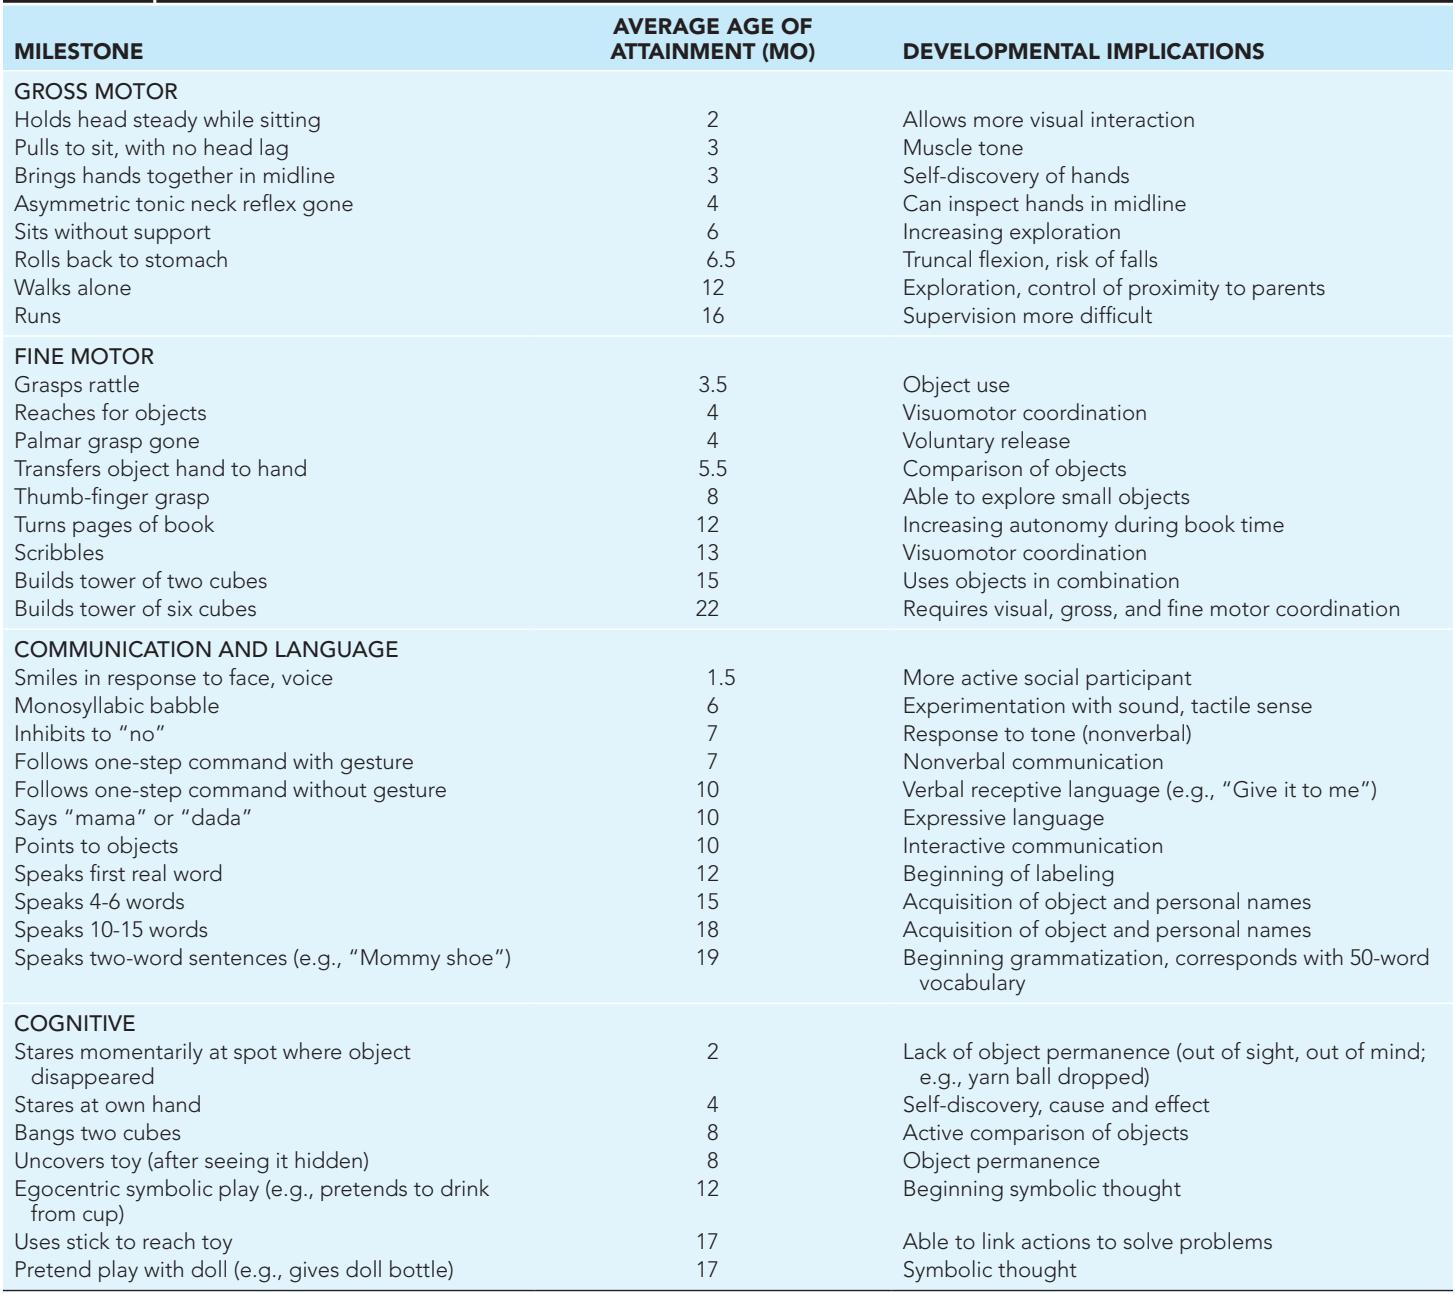 MILESTONE AVERAGE AGE OF ATTAINMENT (MO) DEVELOPMENTAL IMPLICATIONS
GROSS MOTOR
Holds head steady while sitting 2 Allows more visual interaction
Pulls to sit, with no head lag 3 Muscle tone
Brings hands together in midline 3 Self-discovery of hands
Asymmetric tonic neck reflex gone 4 Can inspect hands in midline
Sits without support 6 Increasing exploration
Rolls back to stomach 6.5 Truncal flexion, risk of falls
Walks alone 12 Exploration, control of proximity to parents
Runs 16 Supervision more difficult
FINE MOTOR
Grasps rattle 3.5 Object use
Reaches for objects 4 Visuomotor coordination
Palmar grasp gone 4 Voluntary release
Transfers object hand to hand 5.5 Comparison of objects
Thumb-finger grasp 8 Able to explore small objects
Turns pages of book 12 Increasing autonomy during book time
Scribbles 13 Visuomotor coordination
Builds tower of two cubes 15 Uses objects in combination
Builds tower of six cubes 22 Requires visual, gross, and fine motor coordination
COMMUNICATION AND LANGUAGE
Smiles in response to face, voice 1.5 More active social participant
Monosyllabic babble 6 Experimentation with sound, tactile sense
Inhibits to “no” 7 Response to tone (nonverbal)
Follows one-step command with gesture 7 Nonverbal communication
Follows one-step command without gesture 10 Verbal receptive language (e.g., “Give it to me”)
Says “mama” or “dada” 10 Expressive language
Points to objects 10 Interactive communication
Speaks first real word 12 Beginning of labeling
Speaks 4-6 words 15 Acquisition of object and personal names
Speaks 10-15 words 18 Acquisition of object and personal names
Speaks two-word sentences (e.g., “Mommy shoe”) 19 Beginning grammatization, corresponds with 50-word
vocabulary
COGNITIVE
Stares momentarily at spot where object 2 Lack of object permanence (out of sight, out of mind;
disappeared e.g., yarn ball dropped)
Stares at own hand 4 Self-discovery, cause and effect
Bangs two cubes 8 Active comparison of objects
Uncovers toy (after seeing it hidden) 8 Object permanence
Egocentric symbolic play (e.g., pretends to drink 12 Beginning symbolic thought
from cup)
Uses stick to reach toy 17 Able to link actions to solve problems
Pretend play with doll (e.g., gives doll bottle) 17 Symbolic thought